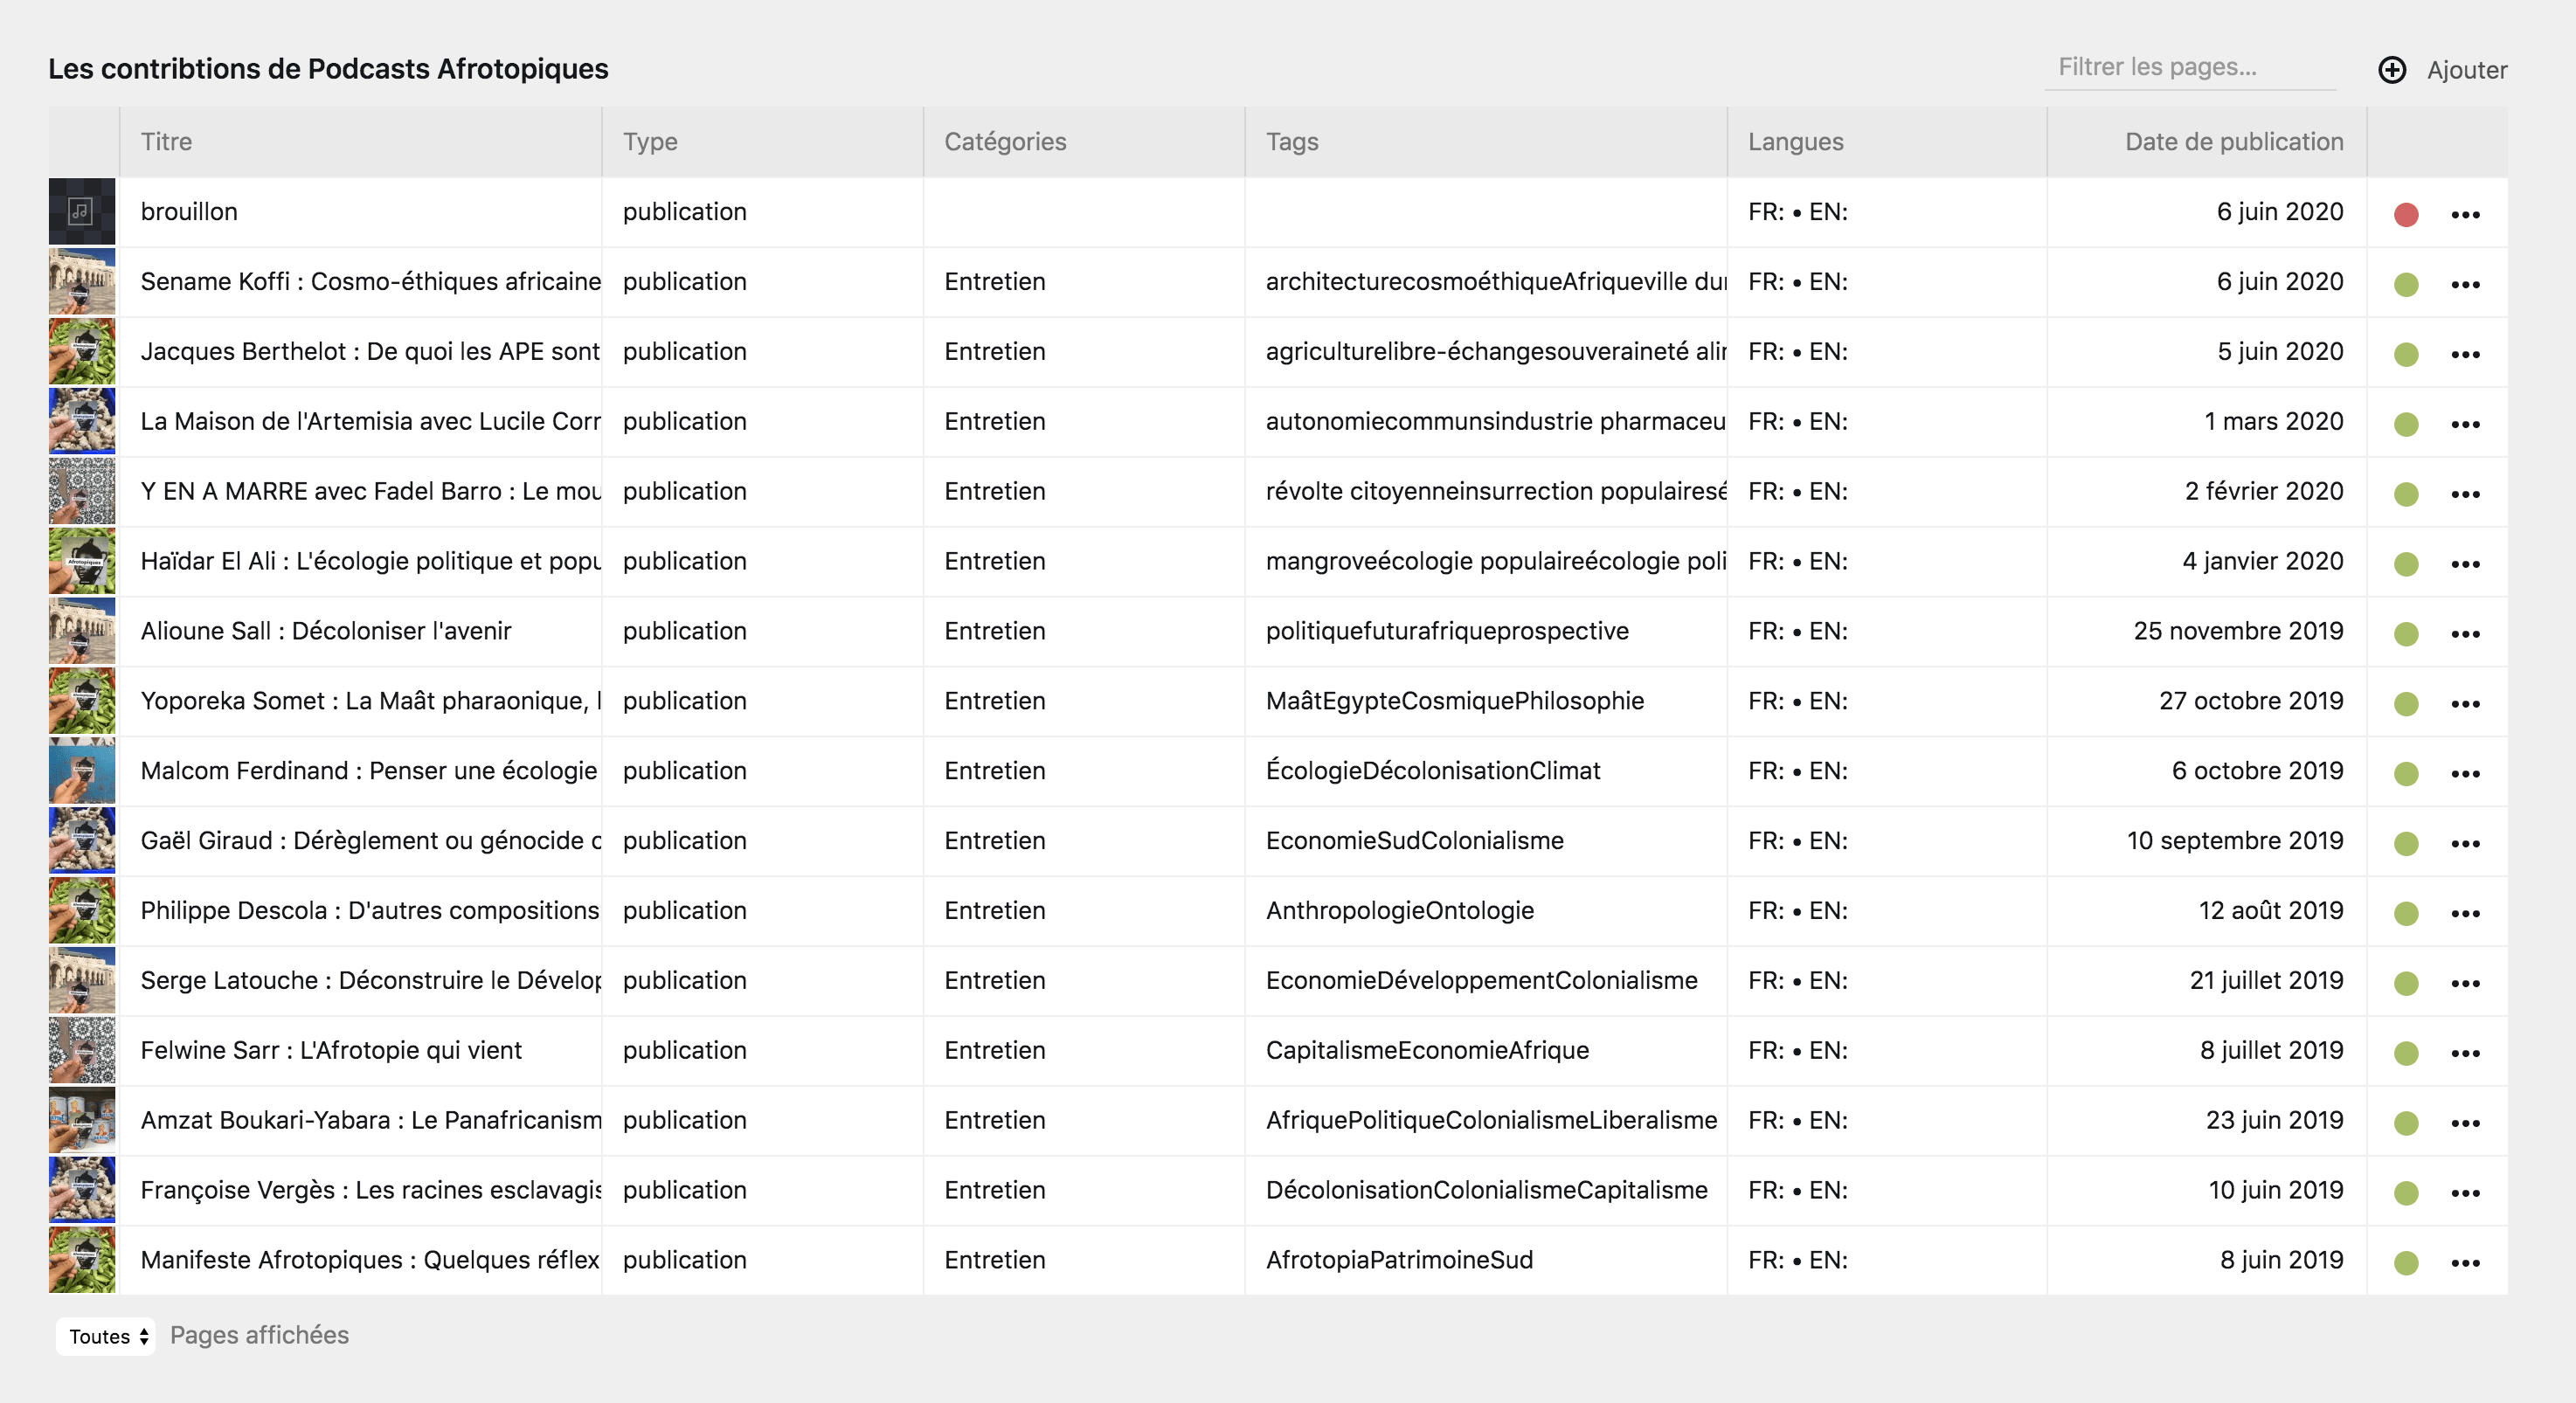 Les contribtions de Podcasts Afrotopiques
Filtrer les pages... Ajouter
Titre Type Catégories Tags Langues Date de publication
brouillon publication FR: • EN: 6 juin 2020
Sename Koffi : Cosmo-éthiques africaine publication Entretien architecturecosmoéthiqueAfriqueville dur FR: • EN: 6 juin 2020
Jacques Berthelot : De quoi les APE sont publication Entretien agriculturelibre-échangesouveraineté alir FR: • EN: 5 juin 2020
La Maison de l'Artemisia avec Lucile Corr publication Entretien autonomiecommunsindustrie pharmaceu FR: • EN: 1 mars 2020
Y EN A MARRE avec Fadel Barro : Le mou publication Entretien révolte citoyenneinsurrection populairesé FR: • EN: 2 février 2020
Haïdar El Ali : L'écologie politique et popu publication Entretien mangroveécologie populaireécologie poli FR: • EN: 4 janvier 2020
Alioune Sall : Décoloniser l'avenir publication Entretien politiquefuturafriqueprospective FR: • EN: 25 novembre 2019
Yoporeka Somet : La Maât pharaonique, l publication Entretien MaâtEgypteCosmiquePhilosophie FR: • EN: 27 octobre 2019
Malcom Ferdinand : Penser une écologie publication Entretien ÉcologieDécolonisationClimat FR: • EN: 6 octobre 2019
Gaël Giraud : Dérèglement ou génocide c publication Entretien EconomieSudColonialisme FR: • EN: 10 septembre 2019
Philippe Descola : D'autres compositions publication Entretien AnthropologieOntologie FR: • EN: 12 août 2019
Serge Latouche : Déconstruire le Dévelop publication Entretien EconomieDéveloppementColonialisme FR: • EN: 21 juillet 2019
Felwine Sarr : L'Afrotopie qui vient publication Entretien CapitalismeEconomieAfrique FR: • EN: 8 juillet 2019
Amzat Boukari-Yabara : Le Panafricanism publication Entretien AfriquePolitiqueColonialismeLiberalisme FR: • EN: 23 juin 2019
Françoise Vergès : Les racines esclavagis publication Entretien DécolonisationColonialismeCapitalisme FR: • EN: 10 juin 2019
Manifeste Afrotopiques : Quelques réflex publication Entretien AfrotopiaPatrimoineSud FR: • EN: 8 juin 2019
Toutes Pages affichées